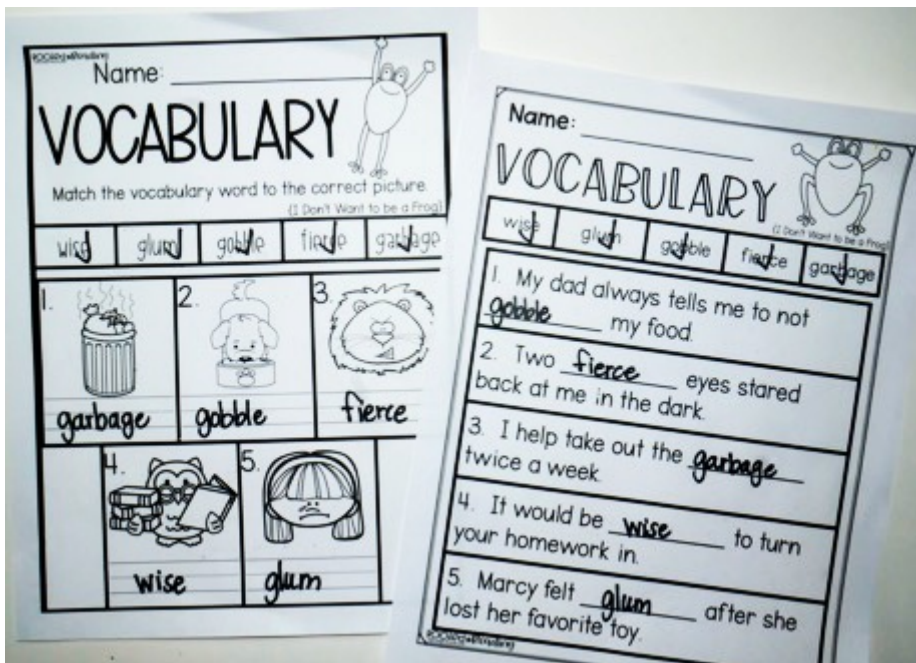 Name:
VOCABULARY
Match the vocabulary word to the correct picture.
(I Don't Want to be a Frog)
wise glum gobble fierce garbage
1. 2. 3.
garbage gobble fierce
4. 5.
wise glum
Name:
VOCABULARY
(I Don't Want to be a Frog)
wise glum gobble fierce garbage
1. My dad always tells me to not
gobble my food.
2. Two fierce eyes stared
back at me in the dark.
3. I help take out the garbage
twice a week.
4. It would be wise to turn
your homework in.
5. Marcy felt glum after she
lost her favorite toy.